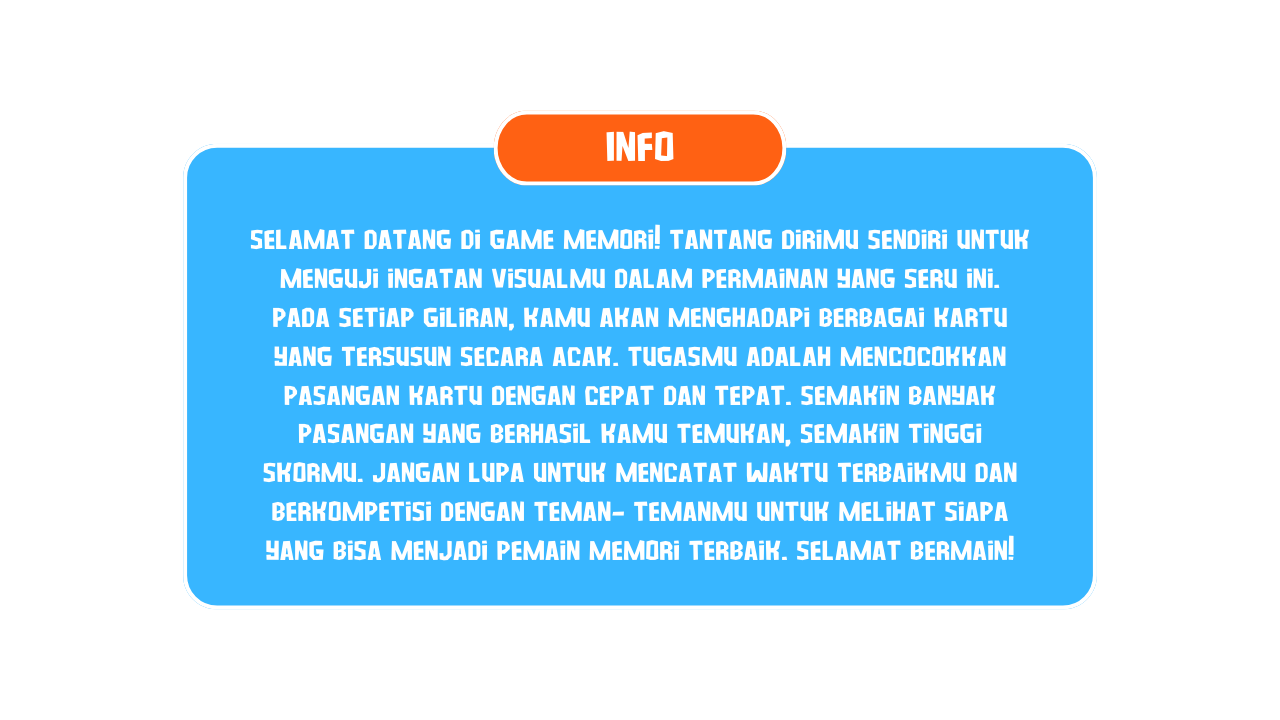 INFO
SELAMAT DATANG Di GAME MEMORi! TANTANG DiRiMU SENDiRi UNTUK
MENGUJi iNGATAN ViSUALMU DALAM PERMAiNAN YANG SERU iNi.
PADA SETiAP GiLiRAN, KAMU AKAN MENGHADAPi BERBAGAi KARTU
YANG TERSUSUN SECARA ACAK. TUGASMU ADALAH MENCOCOKKAN
PASANGAN KARTU DENGAN CEPAT DAN TEPAT. SEMAKiN BANYAK
PASANGAN YANG BERHASiL KAMU TEMUKAN, SEMAKiN TiNGGi
SKORMU. JANGAN LUPA UNTUK MENCATAT WAKTU TERBAiKMU DAN
BERKOMPETiSi DENGAN TEMAN- TEMANMU UNTUK MELiHAT SiAPA
YANG BiSA MENJADi PEMAiN MEMORi TERBAiK. SELAMAT BERMAiN!